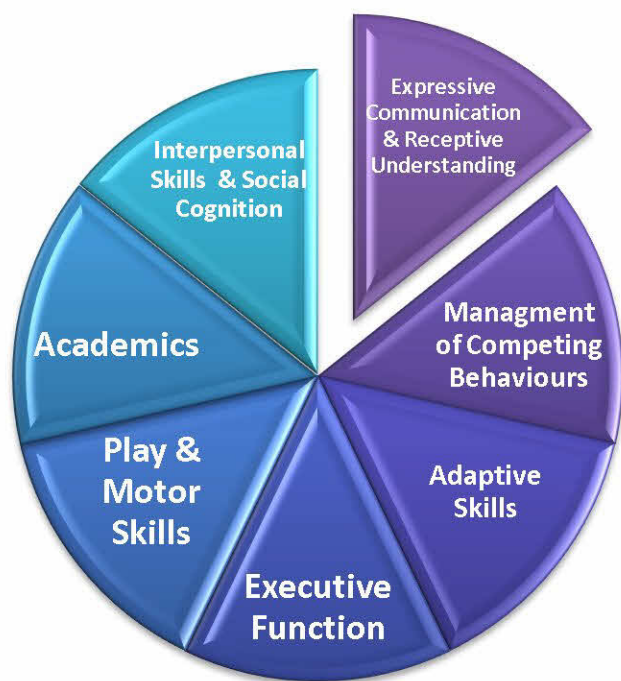 Expressive
Communication
& Receptive
Understanding
Managment
of Competing
Behaviours
Adaptive
Skills
Executive
Function
Play &
Motor
Skills
Academics
Interpersonal
Skills & Social
Cognition